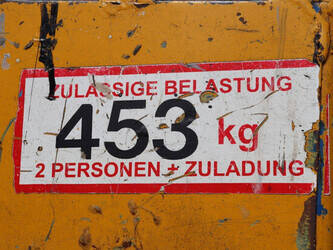 ZULÄSSIGE BELASTUNG
453 kg
2 PERSONEN + ZULADUNG